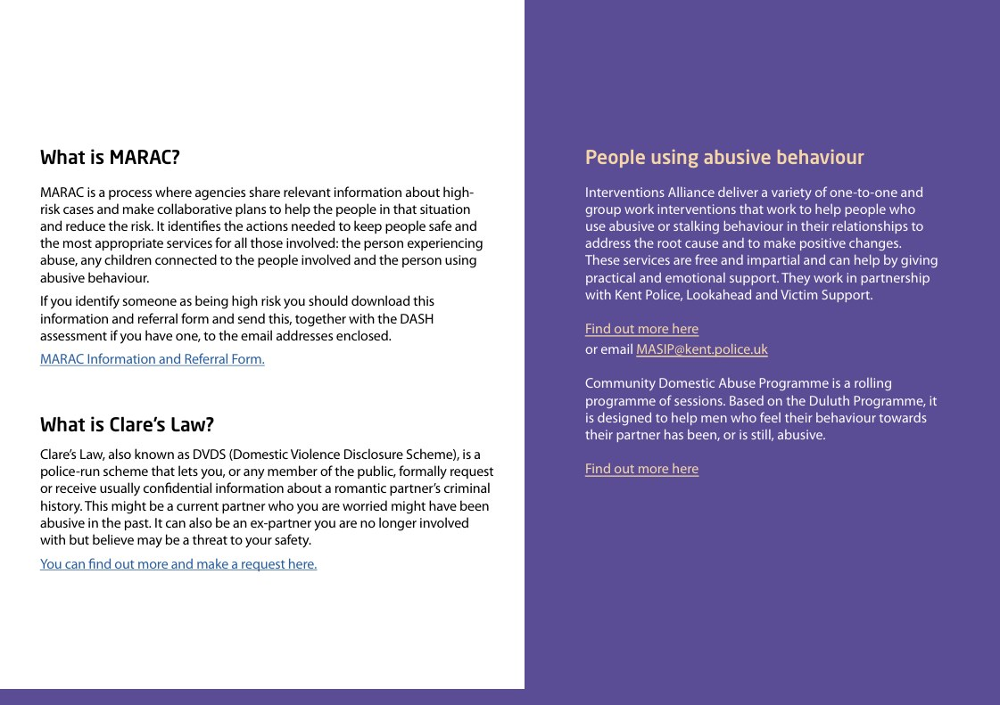 What is MARAC?
MARAC is a process where agencies share relevant information about high-
risk cases and make collaborative plans to help the people in that situation
and reduce the risk. It identifies the actions needed to keep people safe and
the most appropriate services for all those involved: the person experiencing
abuse, any children connected to the people involved and the person using
abusive behaviour.
If you identify someone as being high risk you should download this
information and referral form and send this, together with the DASH
assessment if you have one, to the email addresses enclosed.
MARAC Information and Referral Form.
What is Clare's Law?
Clare's Law, also known as DVDS (Domestic Violence Disclosure Scheme), is a
police-run scheme that lets you, or any member of the public, formally request
or receive usually confidential information about a romantic partner's criminal
history. This might be a current partner who you are worried might have been
abusive in the past. It can also be an ex-partner you are no longer involved
with but believe may be a threat to your safety.
You can find out more and make a request here.
People using abusive behaviour
Interventions Alliance deliver a variety of one-to-one and
group work interventions that work to help people who
use abusive or stalking behaviour in their relationships to
address the root cause and to make positive changes.
These services are free and impartial and can help by giving
practical and emotional support. They work in partnership
with Kent Police, Lookahead and Victim Support.
Find out more here
or email MASIP@kent.police.uk
Community Domestic Abuse Programme is a rolling
programme of sessions. Based on the Duluth Programme, it
is designed to help men who feel their behaviour towards
their partner has been, or is still, abusive.
Find out more here